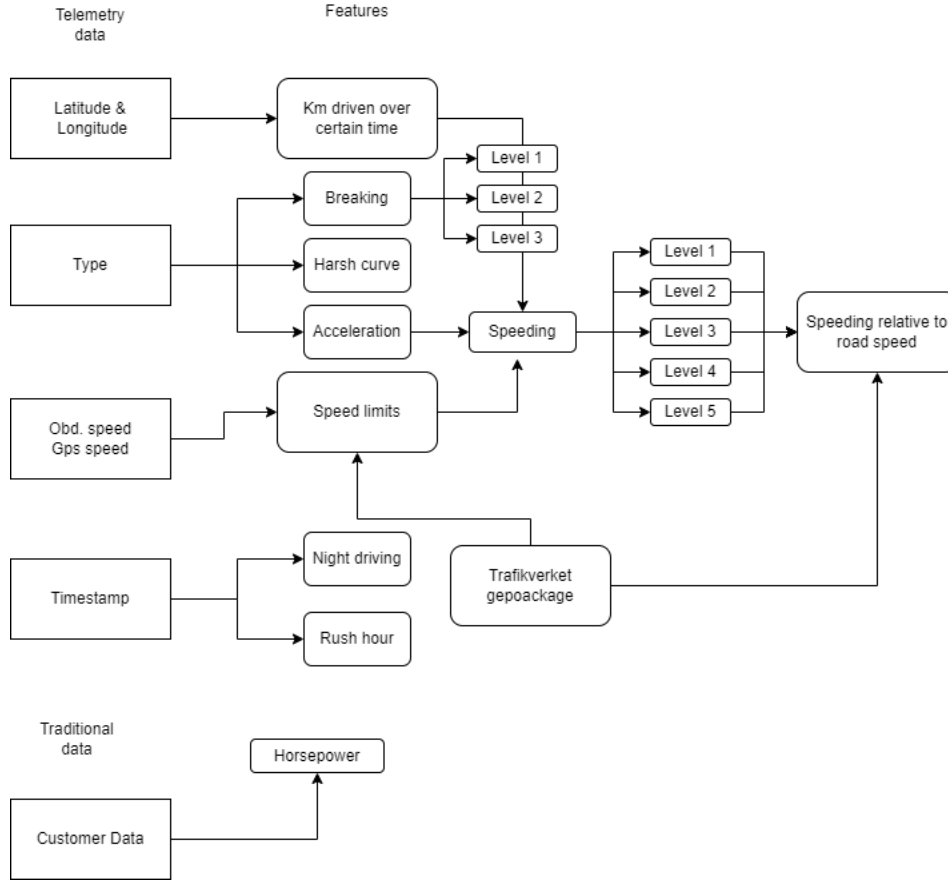 Telemetry
data
Features
Latitude &
Longitude
Km driven over
certain time
Level 1
Level 2
Level 3
Type
Breaking
Harsh curve
Acceleration
Speeding
Level 1
Level 2
Level 3
Level 4
Level 5
Speeding relative to
road speed
Obd. speed
Gps speed
Speed limits
Timestamp
Night driving
Rush hour
Trafikverket
gepoackage
Traditional
data
Horsepower
Customer Data